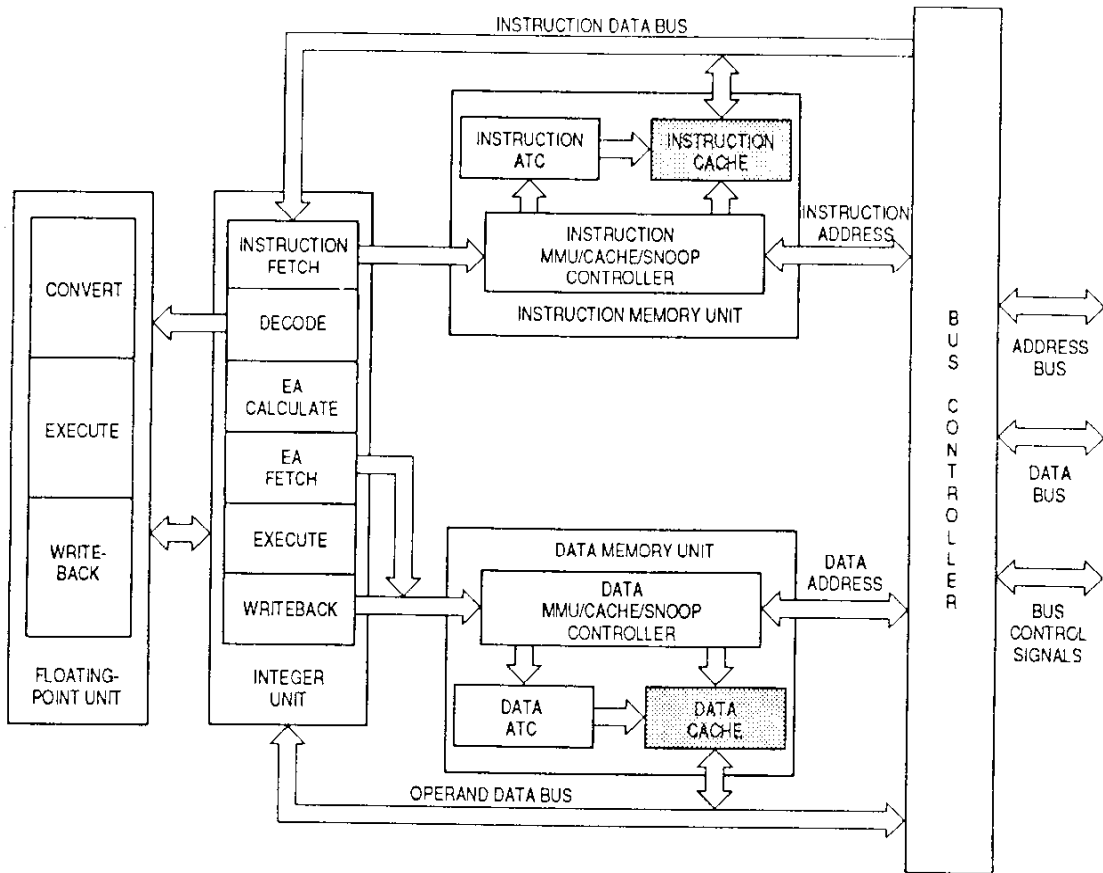 INSTRUCTION DATA BUS
INSTRUCTION
ATC
INSTRUCTION
CACHE
INSTRUCTION
MMU/CACHE/SNOOP
CONTROLLER
INSTRUCTION MEMORY UNIT
INSTRUCTION
ADDRESS
CONVERT
EXECUTE
WRITE-
BACK
FLOATING-
POINT UNIT
INSTRUCTION
FETCH
DECODE
EA
CALCULATE
EA
FETCH
EXECUTE
WRITEBACK
INTEGER
UNIT
DATA MEMORY UNIT
DATA
MMU/CACHE/SNOOP
CONTROLLER
DATA
ATC
DATA
CACHE
DATA
ADDRESS
OPERAND DATA BUS
BUS CONTROLLER
ADDRESS
BUS
DATA
BUS
BUS
CONTROL
SIGNALS